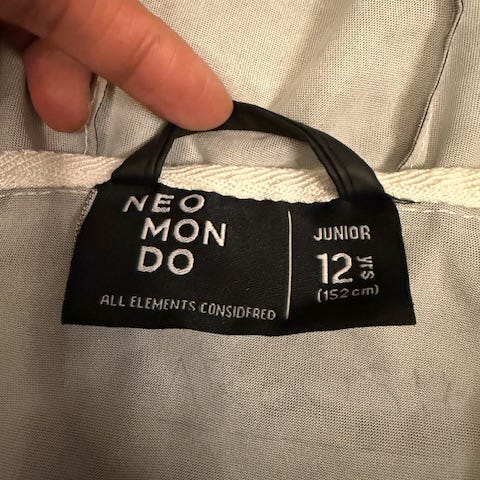 NEO
MON
DO
ALL ELEMENTS CONSIDERED
JUNIOR
12 yrs
(152 cm)